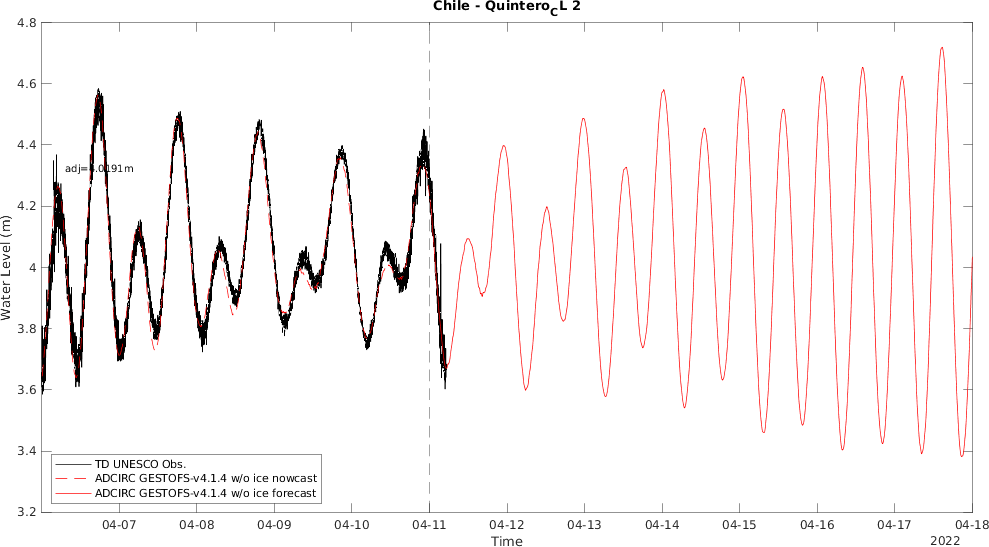 Chile - Quintero_CL 2
4.8
4.6
4.4
4.2
4
3.8
3.6
3.4
3.2
Water Level (m)
adj=4.0191m
TD UNESCO Obs.
ADCIRC GESTOFS-v4.1.4 w/o ice nowcast
ADCIRC GESTOFS-v4.1.4 w/o ice forecast
04-07 04-08 04-09 04-10 04-11 04-12 04-13 04-14 04-15 04-16 04-17 04-18
Time
2022